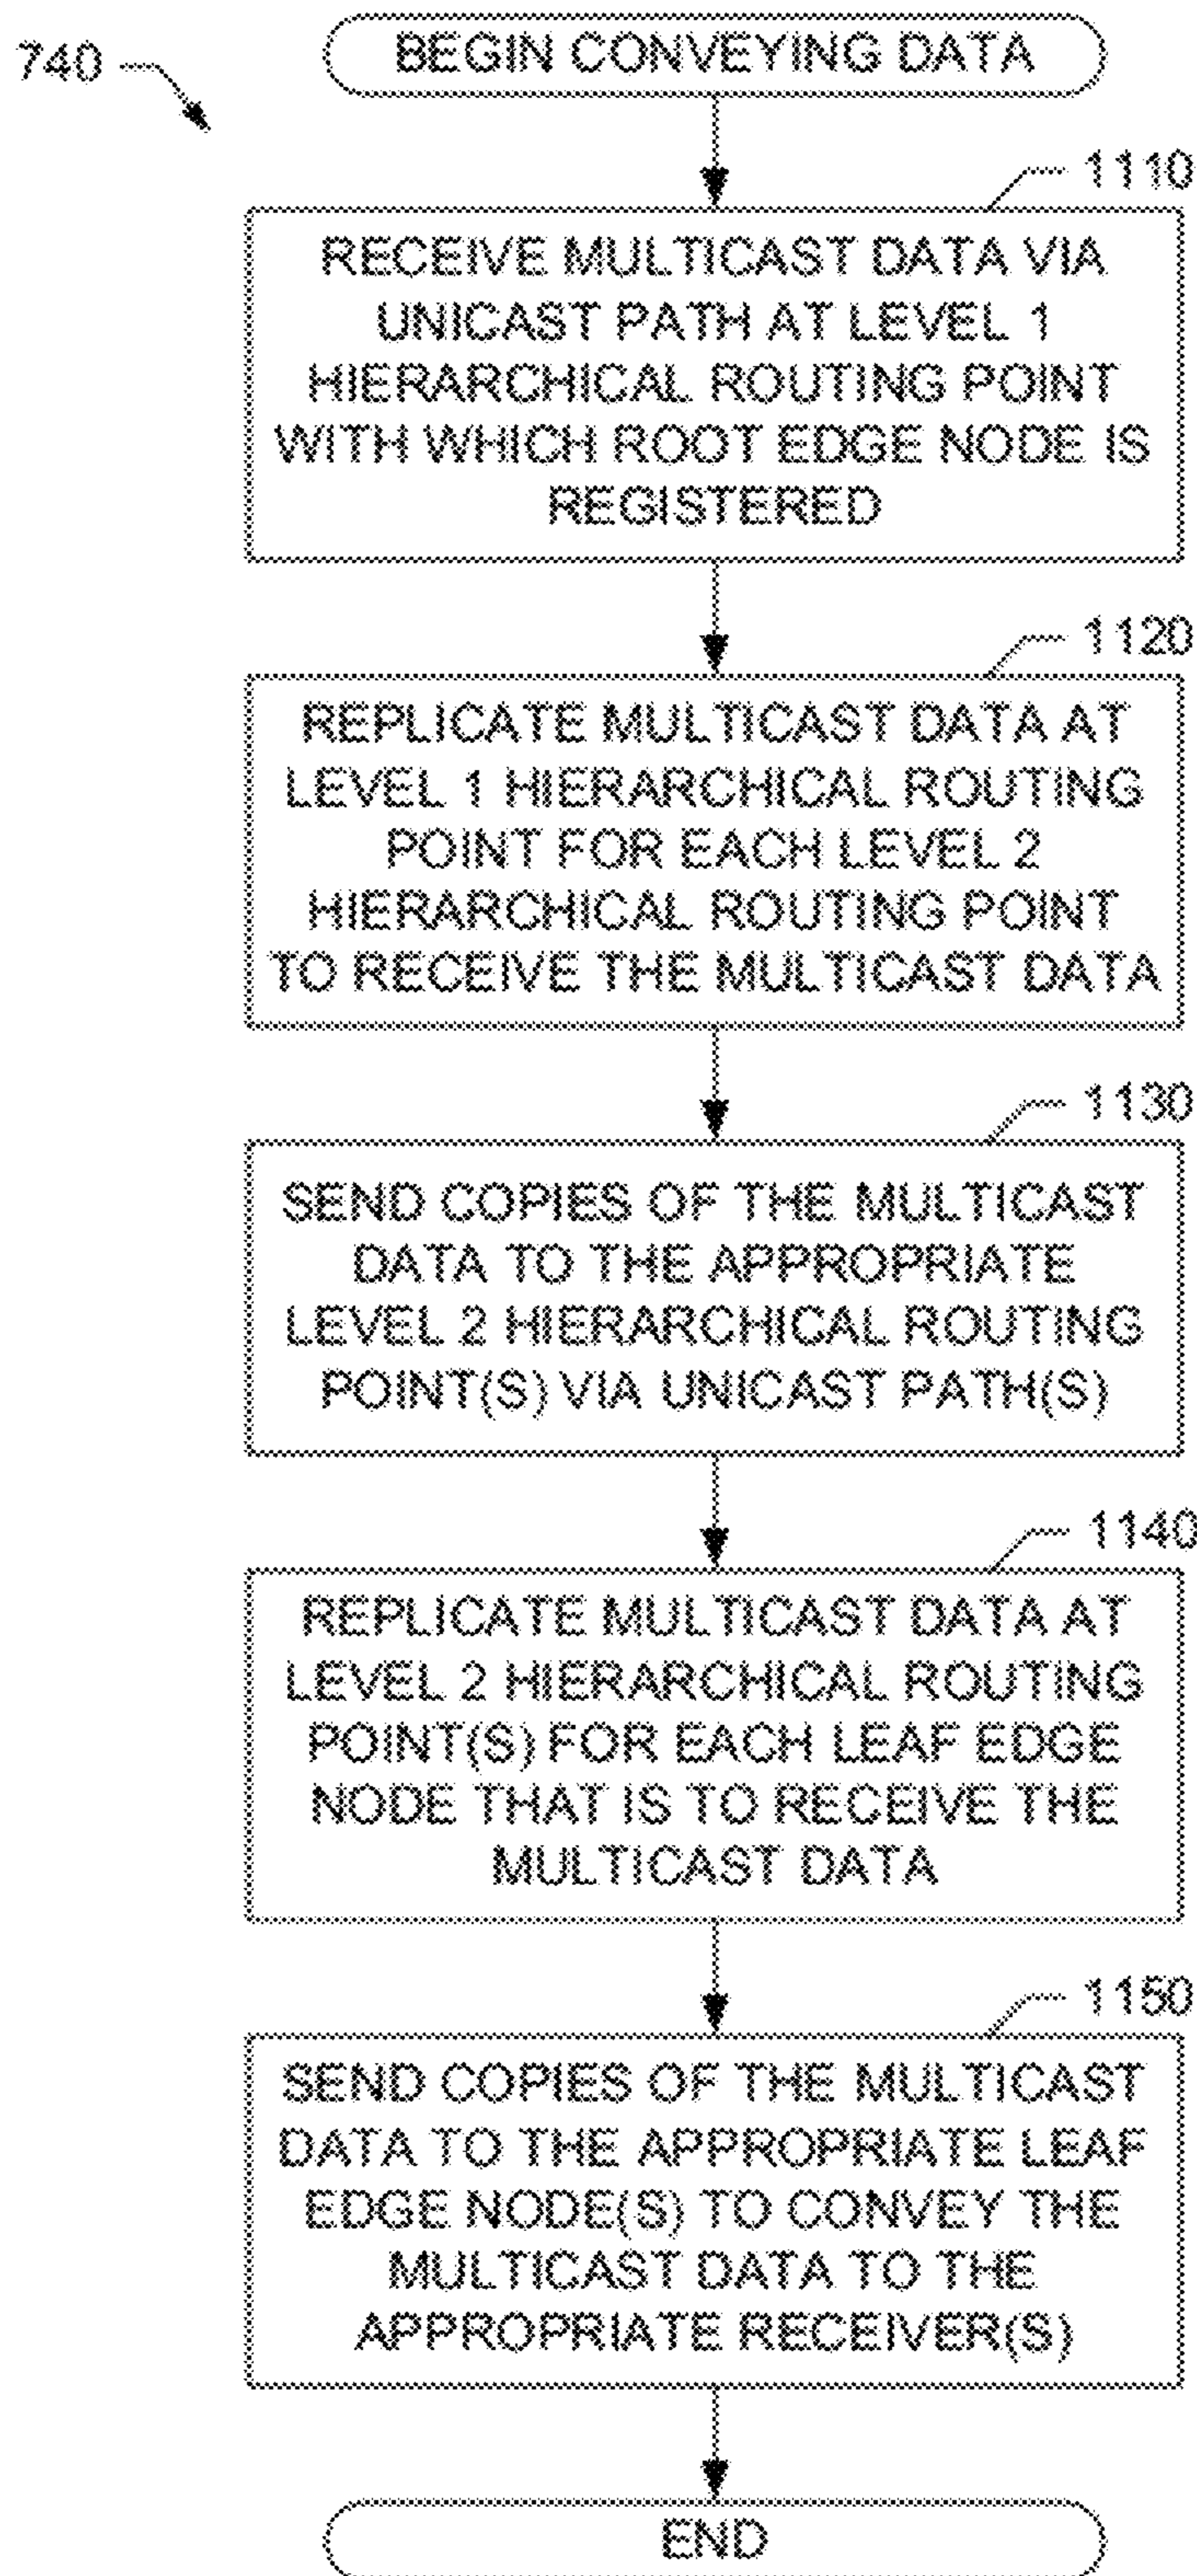 740
BEGIN CONVEYING DATA
1110
RECEIVE MULTICAST DATA VIA
UNICAST PATH AT LEVEL 1
HIERARCHICAL ROUTING POINT
WITH WHICH ROOT EDGE NODE IS
REGISTERED
1120
REPLICATE MULTICAST DATA AT
LEVEL 1 HIERARCHICAL ROUTING
POINT FOR EACH LEVEL 2
HIERARCHICAL ROUTING POINT
TO RECEIVE THE MULTICAST DATA
1130
SEND COPIES OF THE MULTICAST
DATA TO THE APPROPRIATE
LEVEL 2 HIERARCHICAL ROUTING
POINT(S) VIA UNICAST PATH(S)
1140
REPLICATE MULTICAST DATA AT
LEVEL 2 HIERARCHICAL ROUTING
POINT(S) FOR EACH LEAF EDGE
NODE THAT IS TO RECEIVE THE
MULTICAST DATA
1150
SEND COPIES OF THE MULTICAST
DATA TO THE APPROPRIATE LEAF
EDGE NODE(S) TO CONVEY THE
MULTICAST DATA TO THE
APPROPRIATE RECEIVER(S)
END